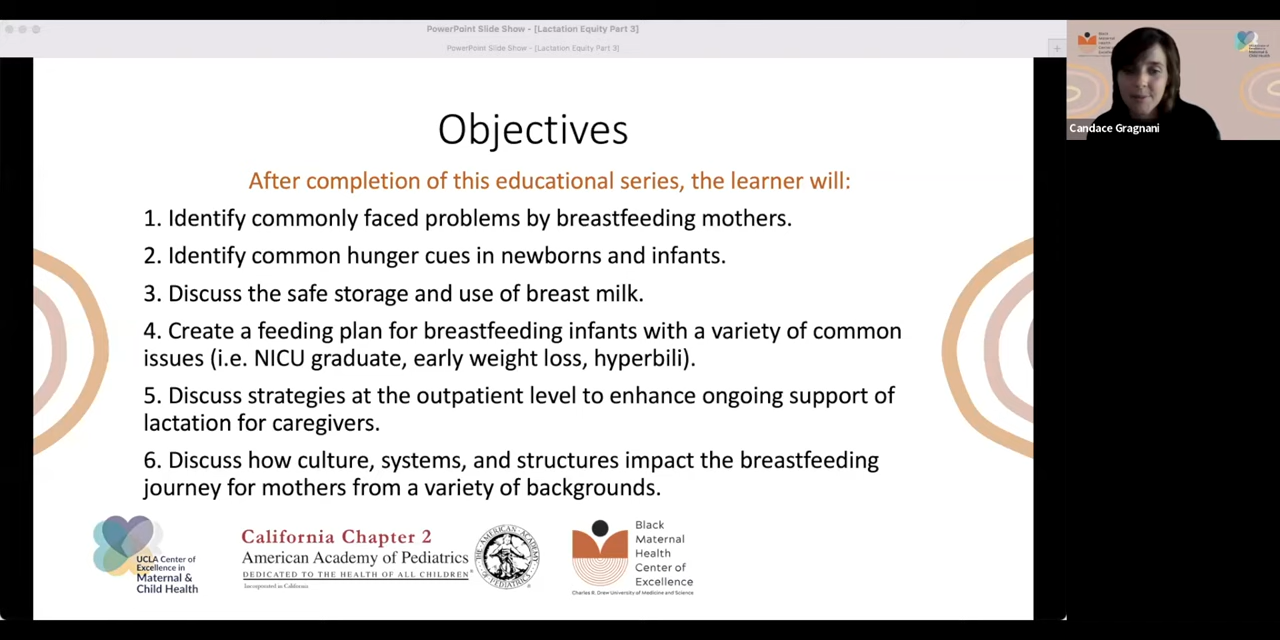 PowerPoint Slide Show - [Lactation Equity Part 3]
PowerPoint Slide Show - [Lactation Equity Part 3]
Candace Gragnani
Objectives
After completion of this educational series, the learner will:
1. Identify commonly faced problems by breastfeeding mothers.
2. Identify common hunger cues in newborns and infants.
3. Discuss the safe storage and use of breast milk.
4. Create a feeding plan for breastfeeding infants with a variety of common
issues (i.e. NICU graduate, early weight loss, hyperbili).
5. Discuss strategies at the outpatient level to enhance ongoing support of
lactation for caregivers.
6. Discuss how culture, systems, and structures impact the breastfeeding
journey for mothers from a variety of backgrounds.
UCLA Center of
Excellence in
Maternal &
Child Health
California Chapter 2
American Academy of Pediatrics
DEDICATED TO THE HEALTH OF ALL CHILDREN®
Incorporated in California
Black
Maternal
Health
Center of
Excellence
Charles R. Drew University of Medicine and Science